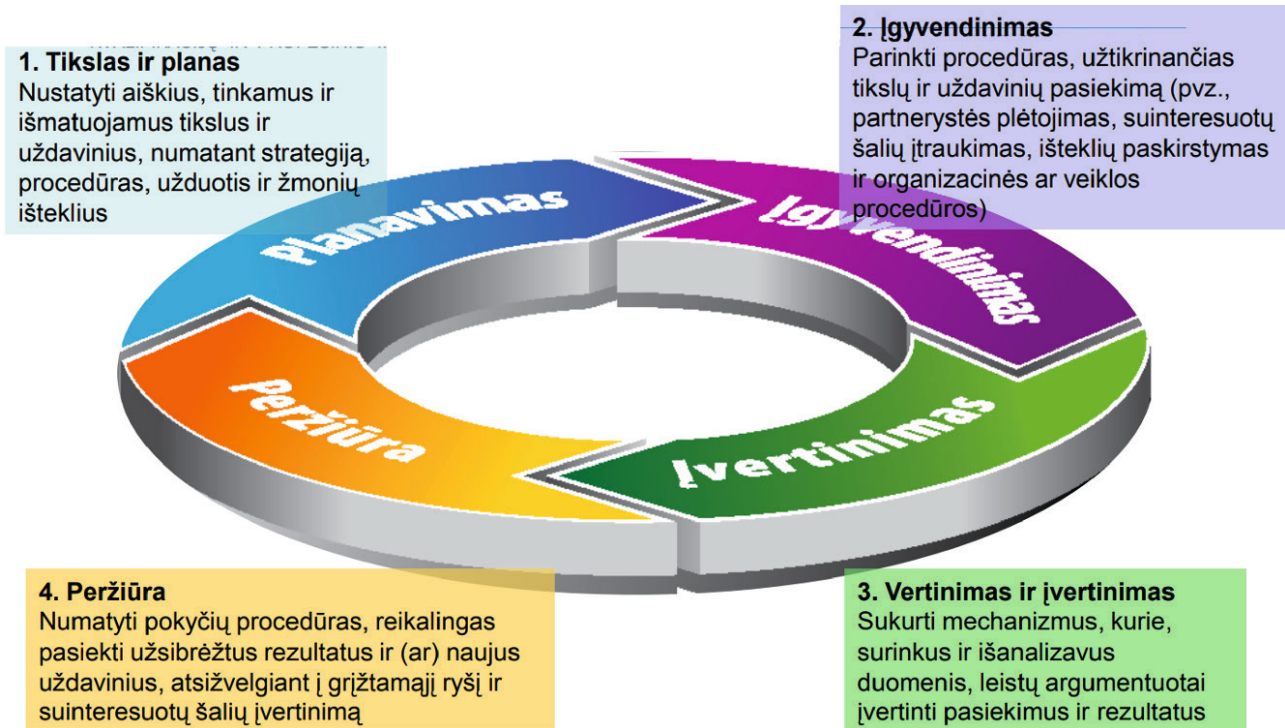 1. Tikslas ir planas
Nustatyti aiškius, tinkamus ir
išmatuojamus tikslus ir
uždavinius, numatant strategiją,
procedūras, užduotis ir žmonių
išteklius
2. Įgyvendinimas
Parinkti procedūras, užtikrinančias
tikslų ir uždavinių pasiekimą (pvz.,
partnerystės plėtojimas, suinteresuotų
šalių įtraukimas, išteklių paskirstymas
ir organizacinės ar veiklos
procedūros)
Planavimas
Įgyvendinimas
Peržiūra
Įvertinimas
4. Peržiūra
Numatyti pokyčių procedūras, reikalingas
pasiekti užsibrėžtus rezultatus ir (ar) naujus
uždavinius, atsižvelgiant į grįžtamąjį ryšį ir
suinteresuotų šalių įvertinimą
3. Vertinimas ir įvertinimas
Sukurti mechanizmus, kurie,
surinkus ir išanalizavus
duomenis, leistų argumentuotai
įvertinti pasiekimus ir rezultatus